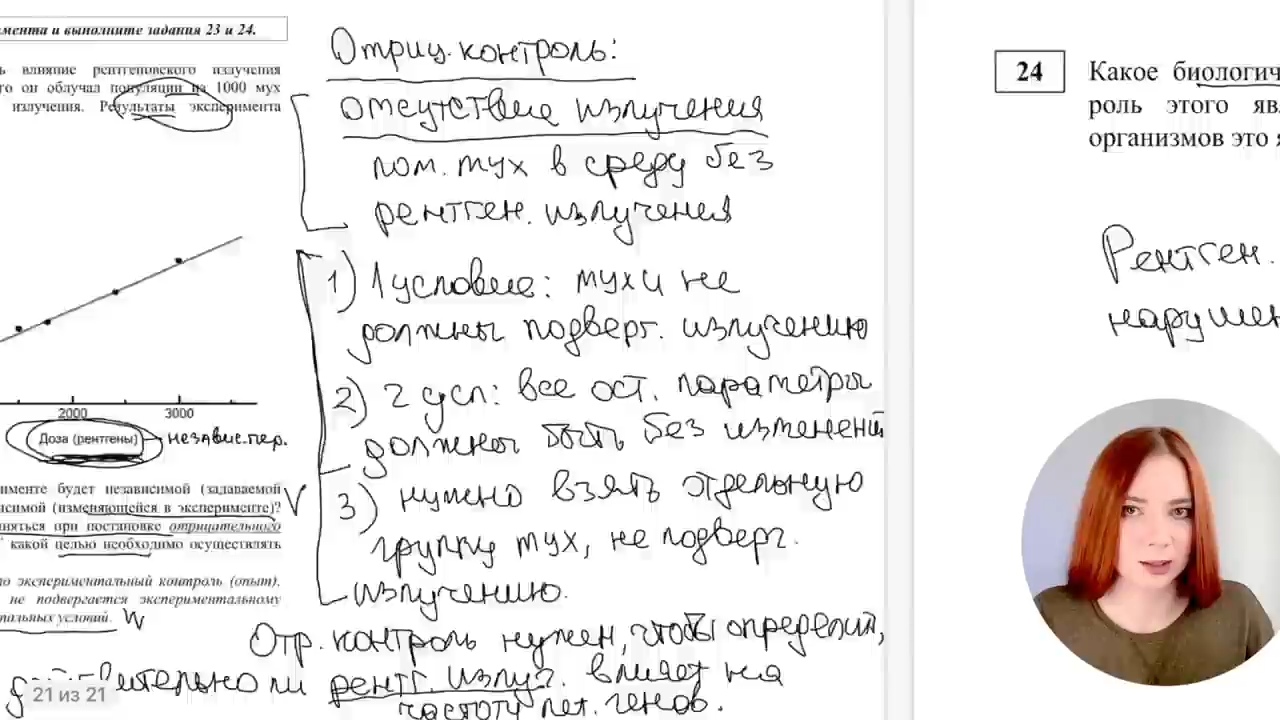 мента и выполните задания 23 и 24.
ь влияние рентгеновского излучения
го он облучал популяции из 1000 мух
излучения. Результаты эксперимента
2000 3000
Доза (рентгены)
независ.пер.
именте будет независимой (задаваемой
исимой (изменяющейся в эксперименте)?
няться при постановке отрицательного
какой целью необходимо осуществлять
то экспериментальный контроль (опыт),
не подвергается экспериментальному
тальных условий.
Отриц. контроль:
отсутствие излучения
пом. мух в среду без
рентген. излучения
1) 1 условие: мухи не
должны подверг. излучению
2) 2 усл: все ост. параметры
должны быть без изменений
3) нужно взять отдельную
группу мух, не подверг.
излучению.
Отр. контроль нужен, чтобы определить,
действительно ли рентг. излуч. влияет на
частоту лет. генов.
21 из 21
24
Какое биологич
роль этого явл
организмов это я
Рентген.
нарушен